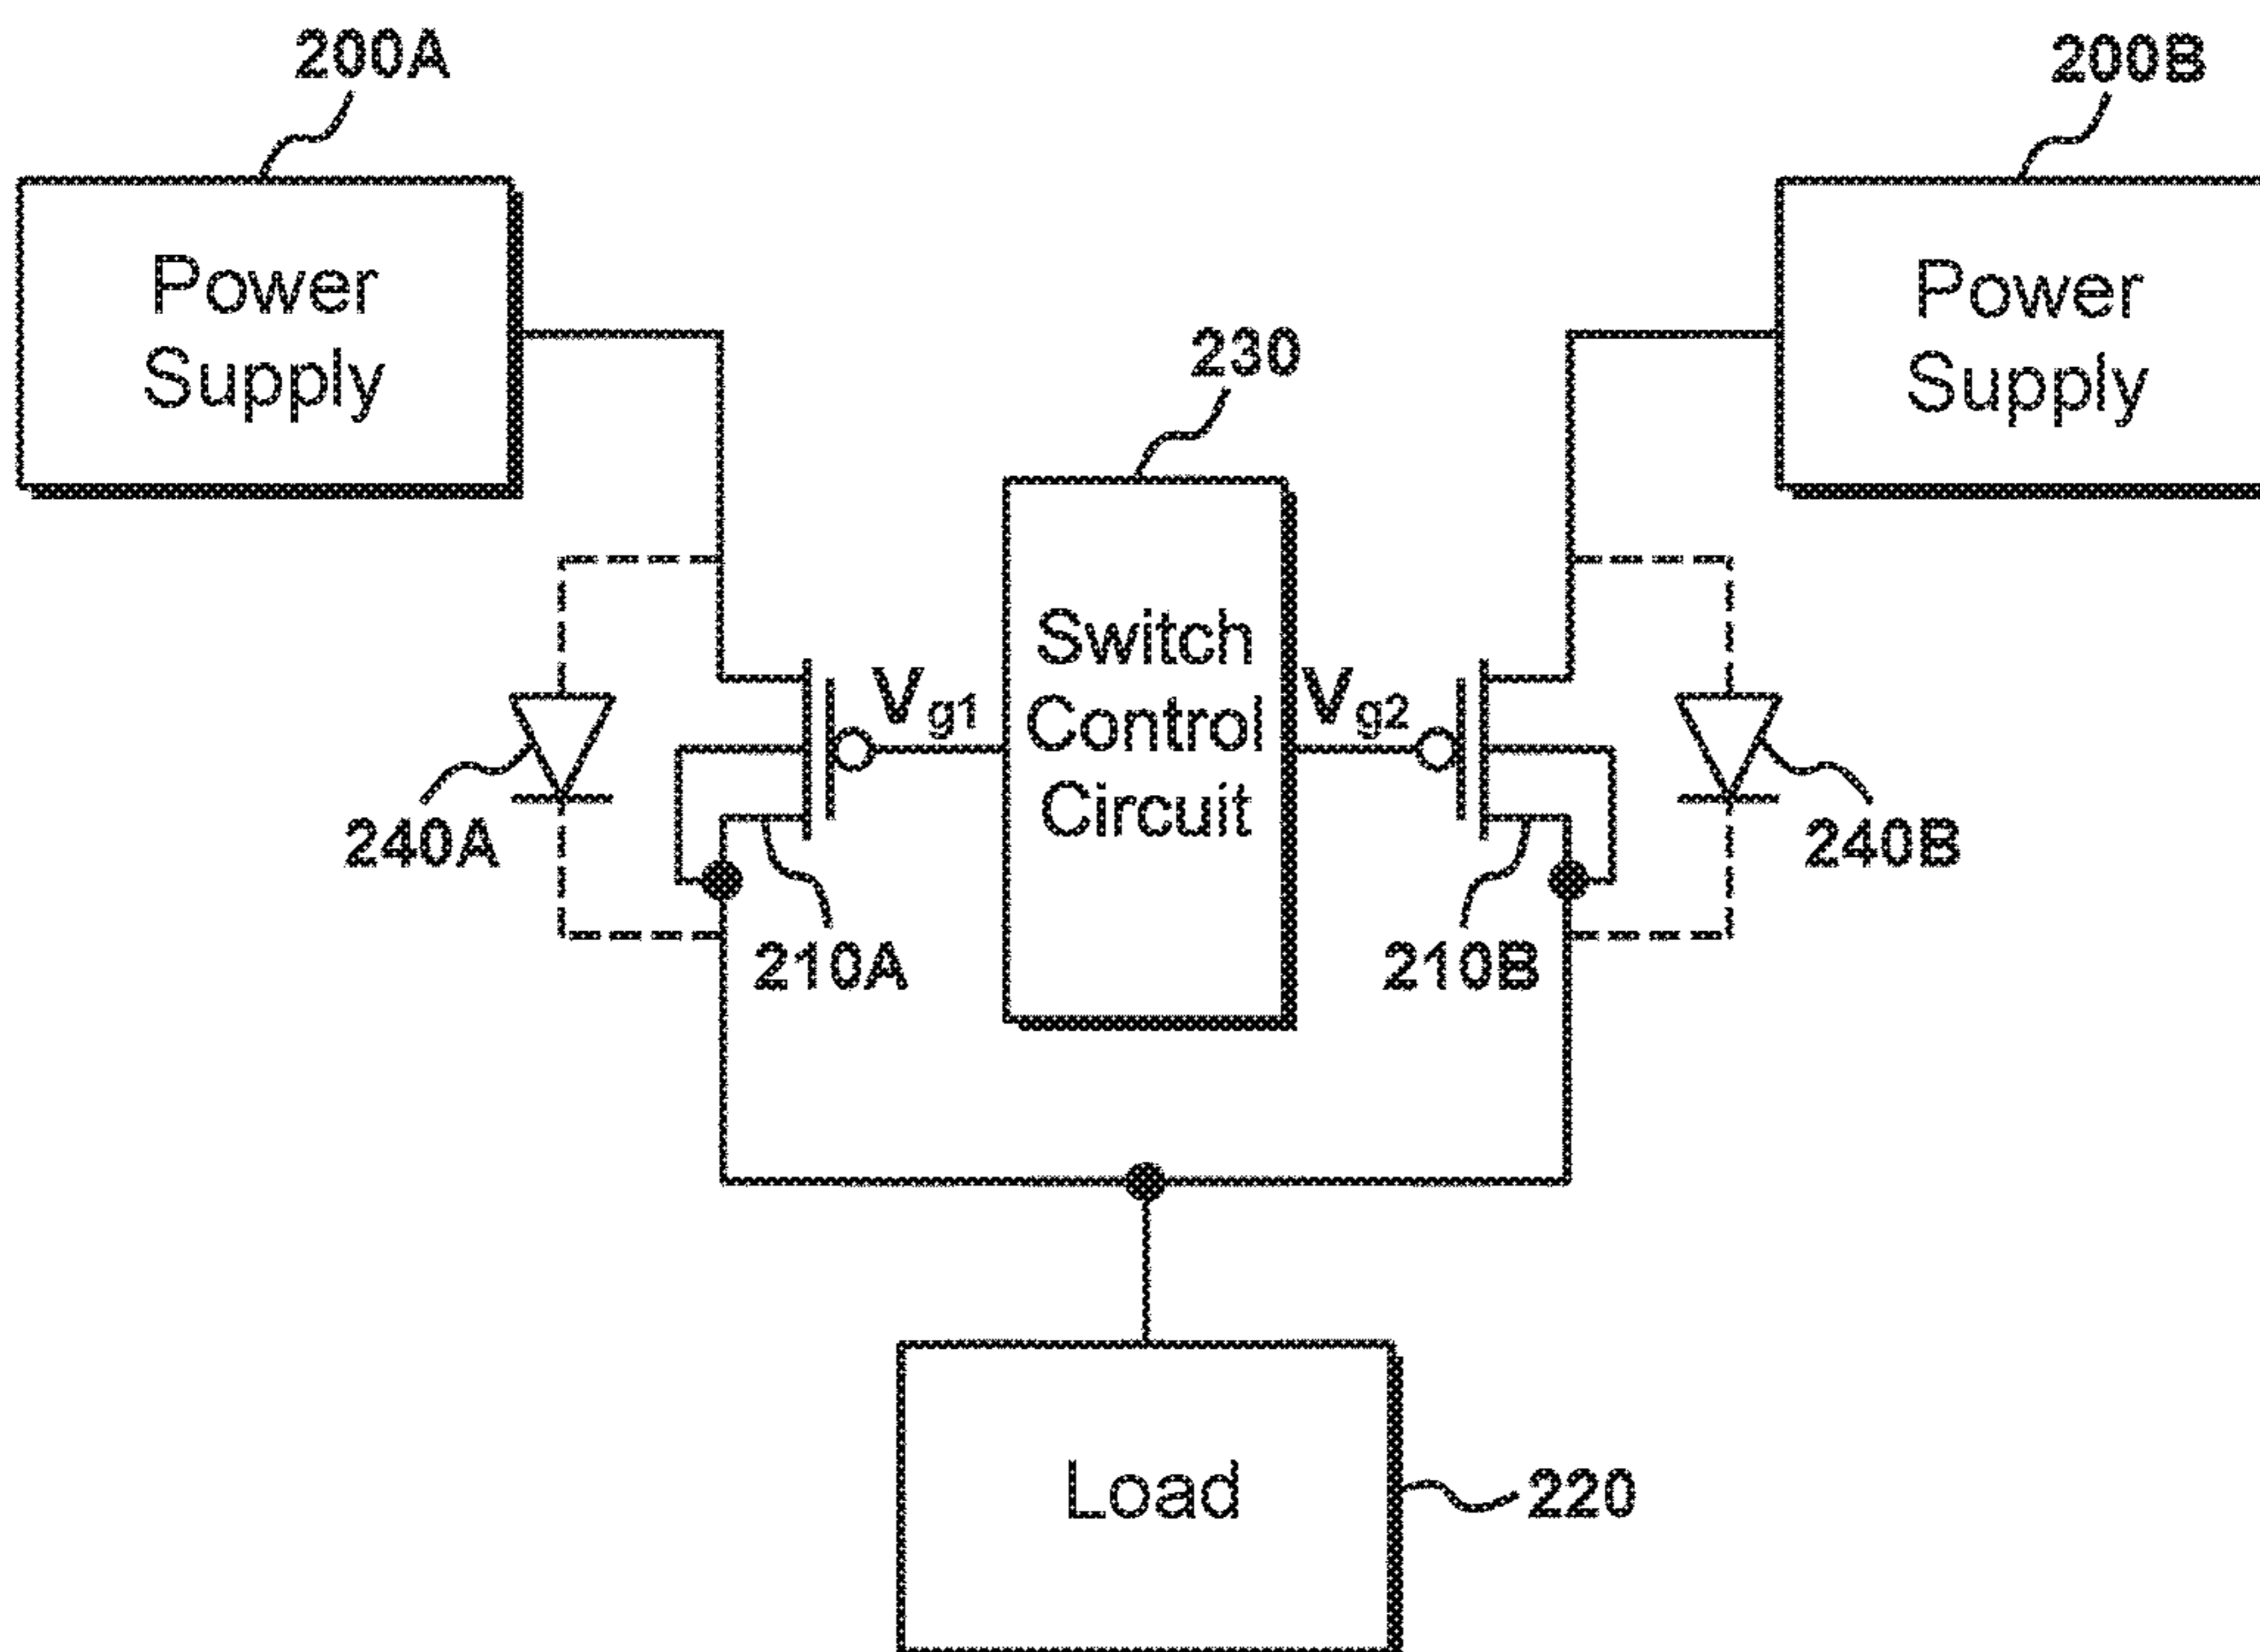 200A
200B
Power
Supply
Power
Supply
230
Switch
Control
Circuit
Vg1
Vg2
240A
240B
210A
210B
Load
220